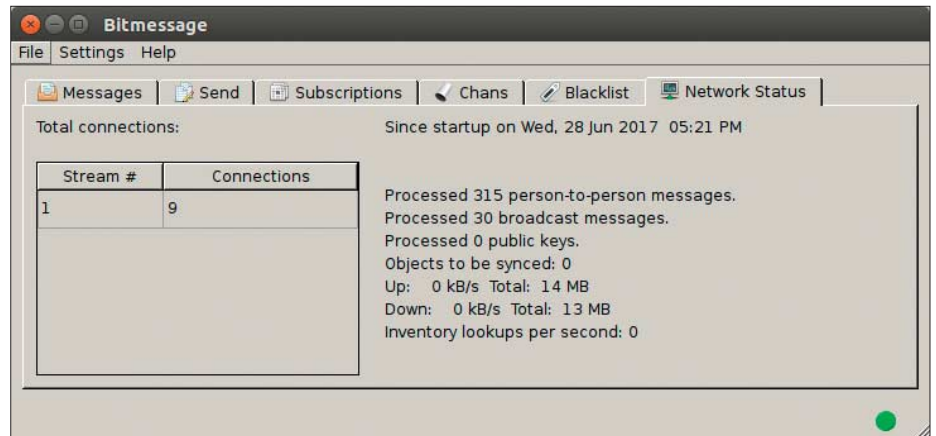 Bitmessage
File Settings Help
Messages Send Subscriptions Chans Blacklist Network Status
Total connections:
Since startup on Wed, 28 Jun 2017 05:21 PM
Stream # Connections
1 9
Processed 315 person-to-person messages.
Processed 30 broadcast messages.
Processed 0 public keys.
Objects to be synced: 0
Up: 0 kB/s Total: 14 MB
Down: 0 kB/s Total: 13 MB
Inventory lookups per second: 0